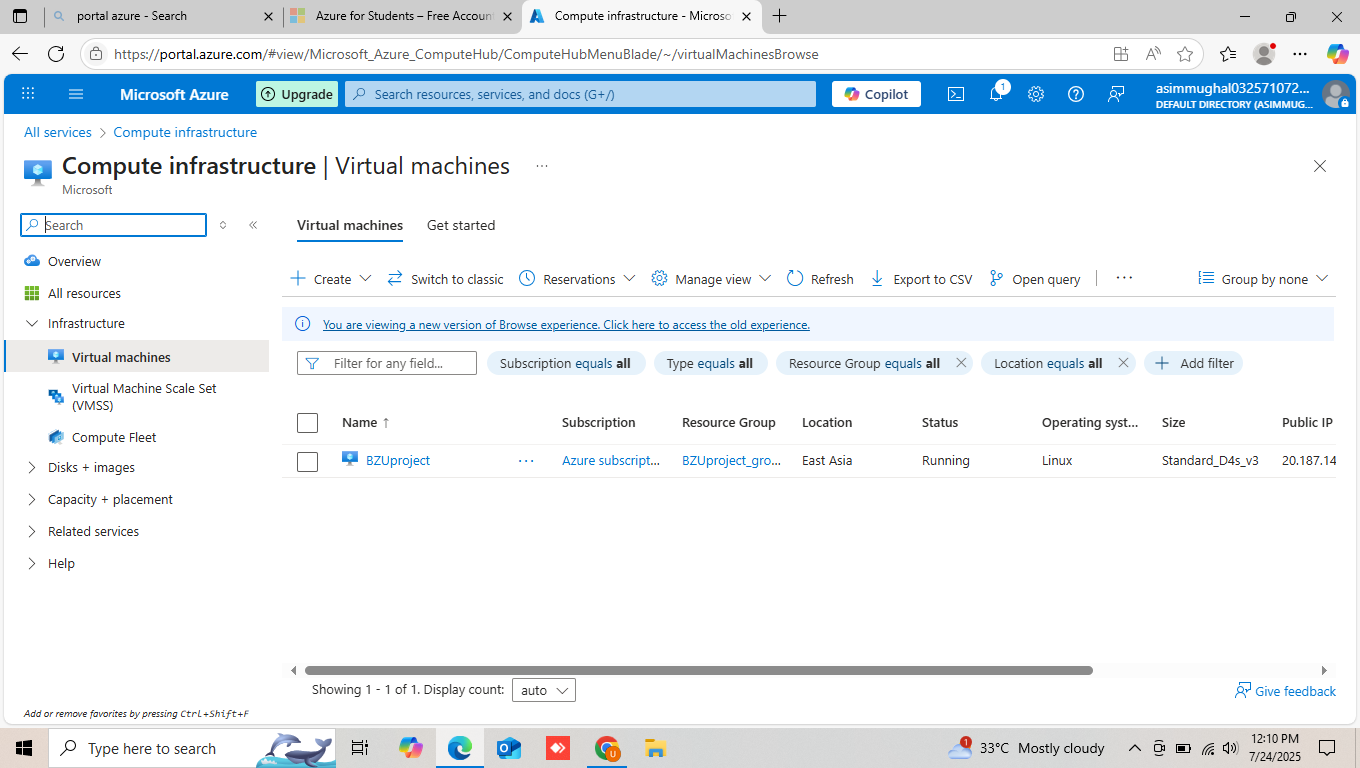 portal azure - Search
Azure for Students – Free Account
Compute infrastructure - Microso
https://portal.azure.com/#view/Microsoft_Azure_ComputeHub/ComputeHubMenuBlade/~/virtualMachinesBrowse
Microsoft Azure
Upgrade
Search resources, services, and docs (G+/)
Copilot
1
asimmughal032571072...
DEFAULT DIRECTORY (ASIMMUG...
All services > Compute infrastructure
Compute infrastructure | Virtual machines ...
Microsoft
Search
Overview
All resources
Infrastructure
Virtual machines
Virtual Machine Scale Set
(VMSS)
Compute Fleet
Disks + images
Capacity + placement
Related services
Help
Add or remove favorites by pressing Ctrl+Shift+F
Virtual machines Get started
Create Switch to classic Reservations Manage view Refresh Export to CSV Open query ... Group by none
You are viewing a new version of Browse experience. Click here to access the old experience.
Filter for any field... Subscription equals all Type equals all Resource Group equals all Location equals all Add filter
Name ↑ Subscription Resource Group Location Status Operating syst... Size Public IP
BZUproject ... Azure subscript... BZUproject_gro... East Asia Running Linux Standard_D4s_v3 20.187.14
Showing 1 - 1 of 1. Display count: auto
Give feedback
Type here to search
1
33°C Mostly cloudy
12:10 PM
7/24/2025